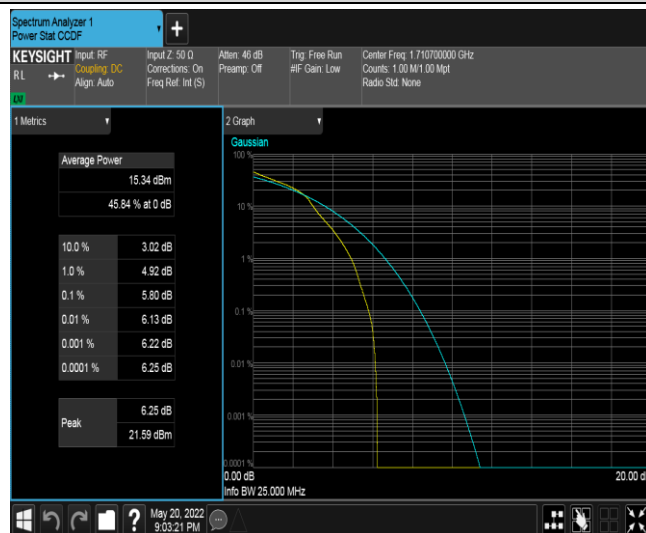 Spectrum Analyzer 1
Power Stat CCDF
+
KEYSIGHT Input: RF Input Z: 50 Ω Atten: 46 dB Trig: Free Run Center Freq: 1.710700000 GHz
RL Coupling: DC Corrections: On Preamp: Off #IF Gain: Low Counts: 1.00 M/1.00 Mpt
Align: Auto Freq Ref: Int (S) Radio Std: None
LNI
1 Metrics
Average Power
15.34 dBm
45.84 % at 0 dB
10.0 % 3.02 dB
1.0 % 4.92 dB
0.1 % 5.80 dB
0.01 % 6.13 dB
0.001 % 6.22 dB
0.0001 % 6.25 dB
Peak 6.25 dB
21.59 dBm
2 Graph
Gaussian
100 %
10 %
1 %
0.1 %
0.01 %
0.001 %
0.0001 %
0.00 dB 20.00 d
Info BW 25.000 MHz
?
May 20, 2022
9:03:21 PM